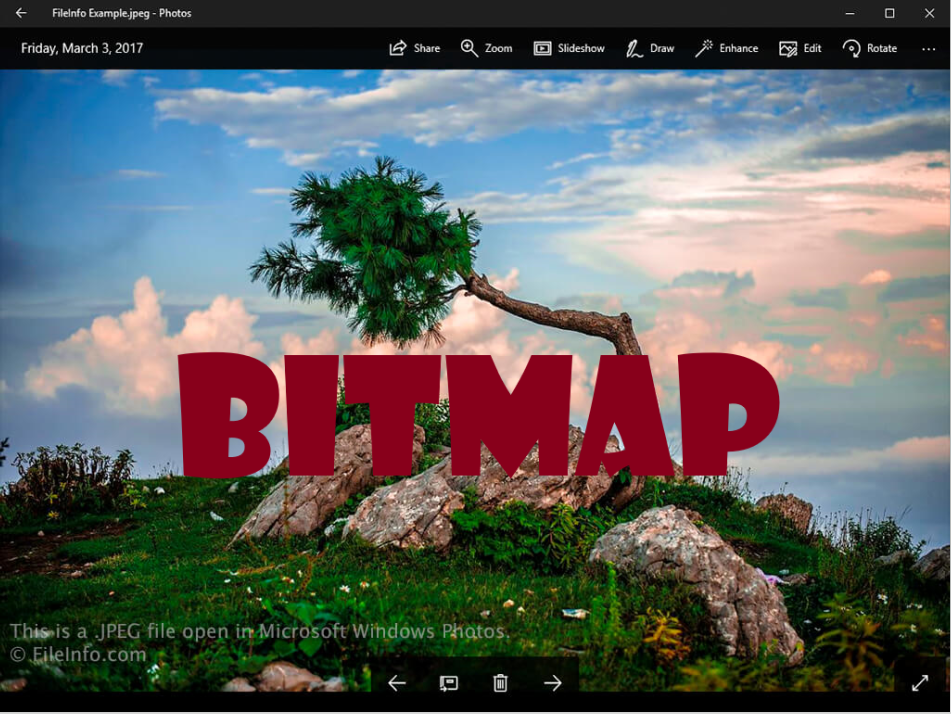 FileInfo Example.jpeg - Photos
Friday, March 3, 2017
Share
Zoom
Slideshow
Draw
Enhance
Edit
Rotate
BITMAP
This is a .JPEG file open in Microsoft Windows Photos.
© FileInfo.com